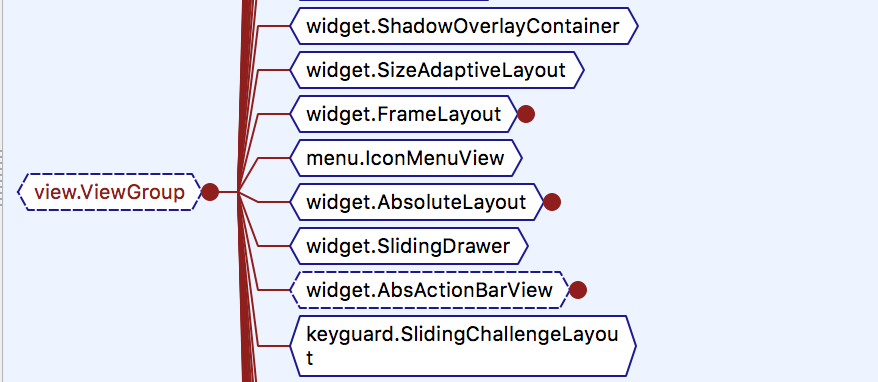 widget.ShadowOverlayContainer
widget.SizeAdaptiveLayout
widget.FrameLayout
menu.IconMenuView
view.ViewGroup
widget.AbsoluteLayout
widget.SlidingDrawer
widget.AbsActionBarView
keyguard.SlidingChallengeLayou
t